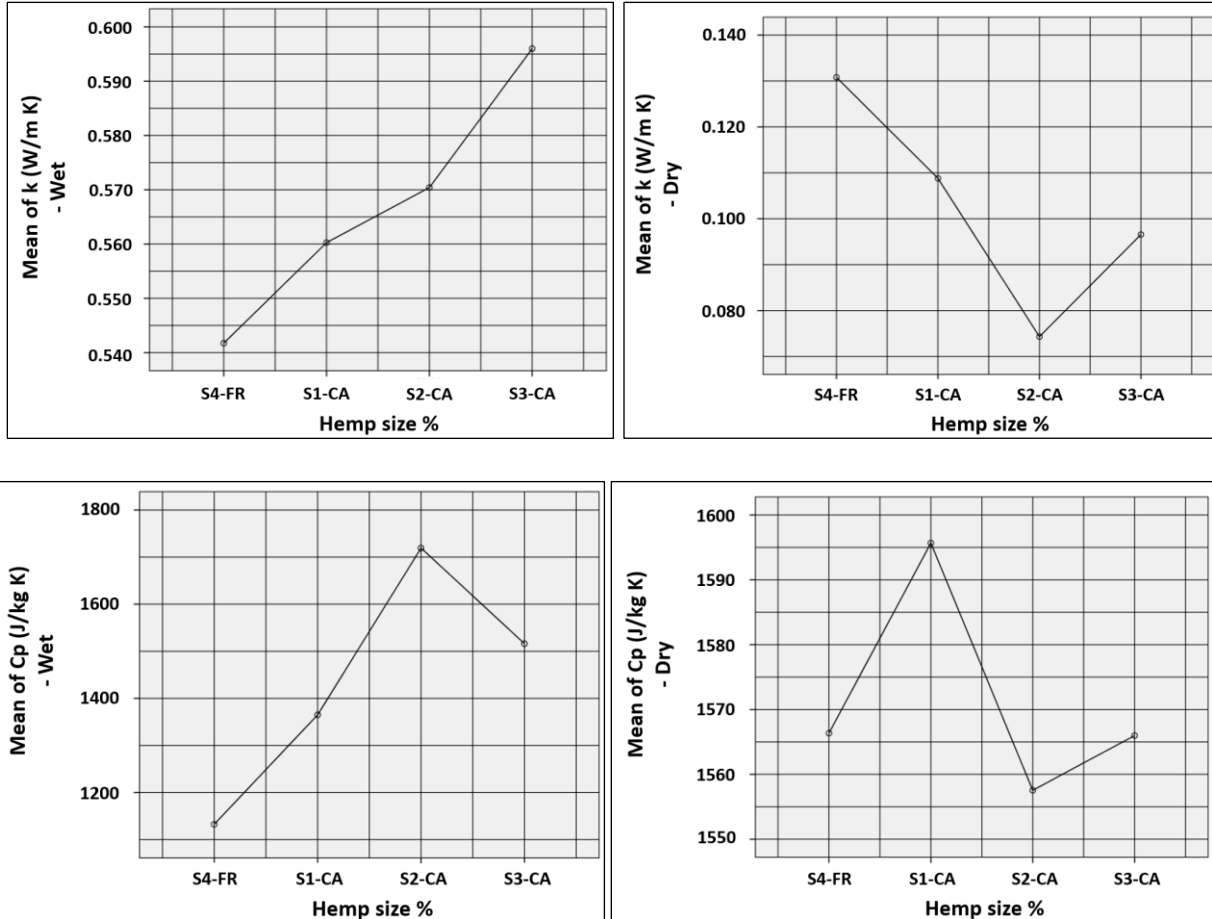 Mean of k (W/m K)
- Wet
0.600
0.590
0.580
0.570
0.560
0.550
0.540
S4-FR S1-CA S2-CA S3-CA
Hemp size %
Mean of k (W/m K)
- Dry
0.140
0.120
0.100
0.080
S4-FR S1-CA S2-CA S3-CA
Hemp size %
Mean of Cp (J/kg K)
- Wet
1800
1600
1400
1200
S4-FR S1-CA S2-CA S3-CA
Hemp size %
Mean of Cp (J/kg K)
- Dry
1600
1590
1580
1570
1560
1550
S4-FR S1-CA S2-CA S3-CA
Hemp size %